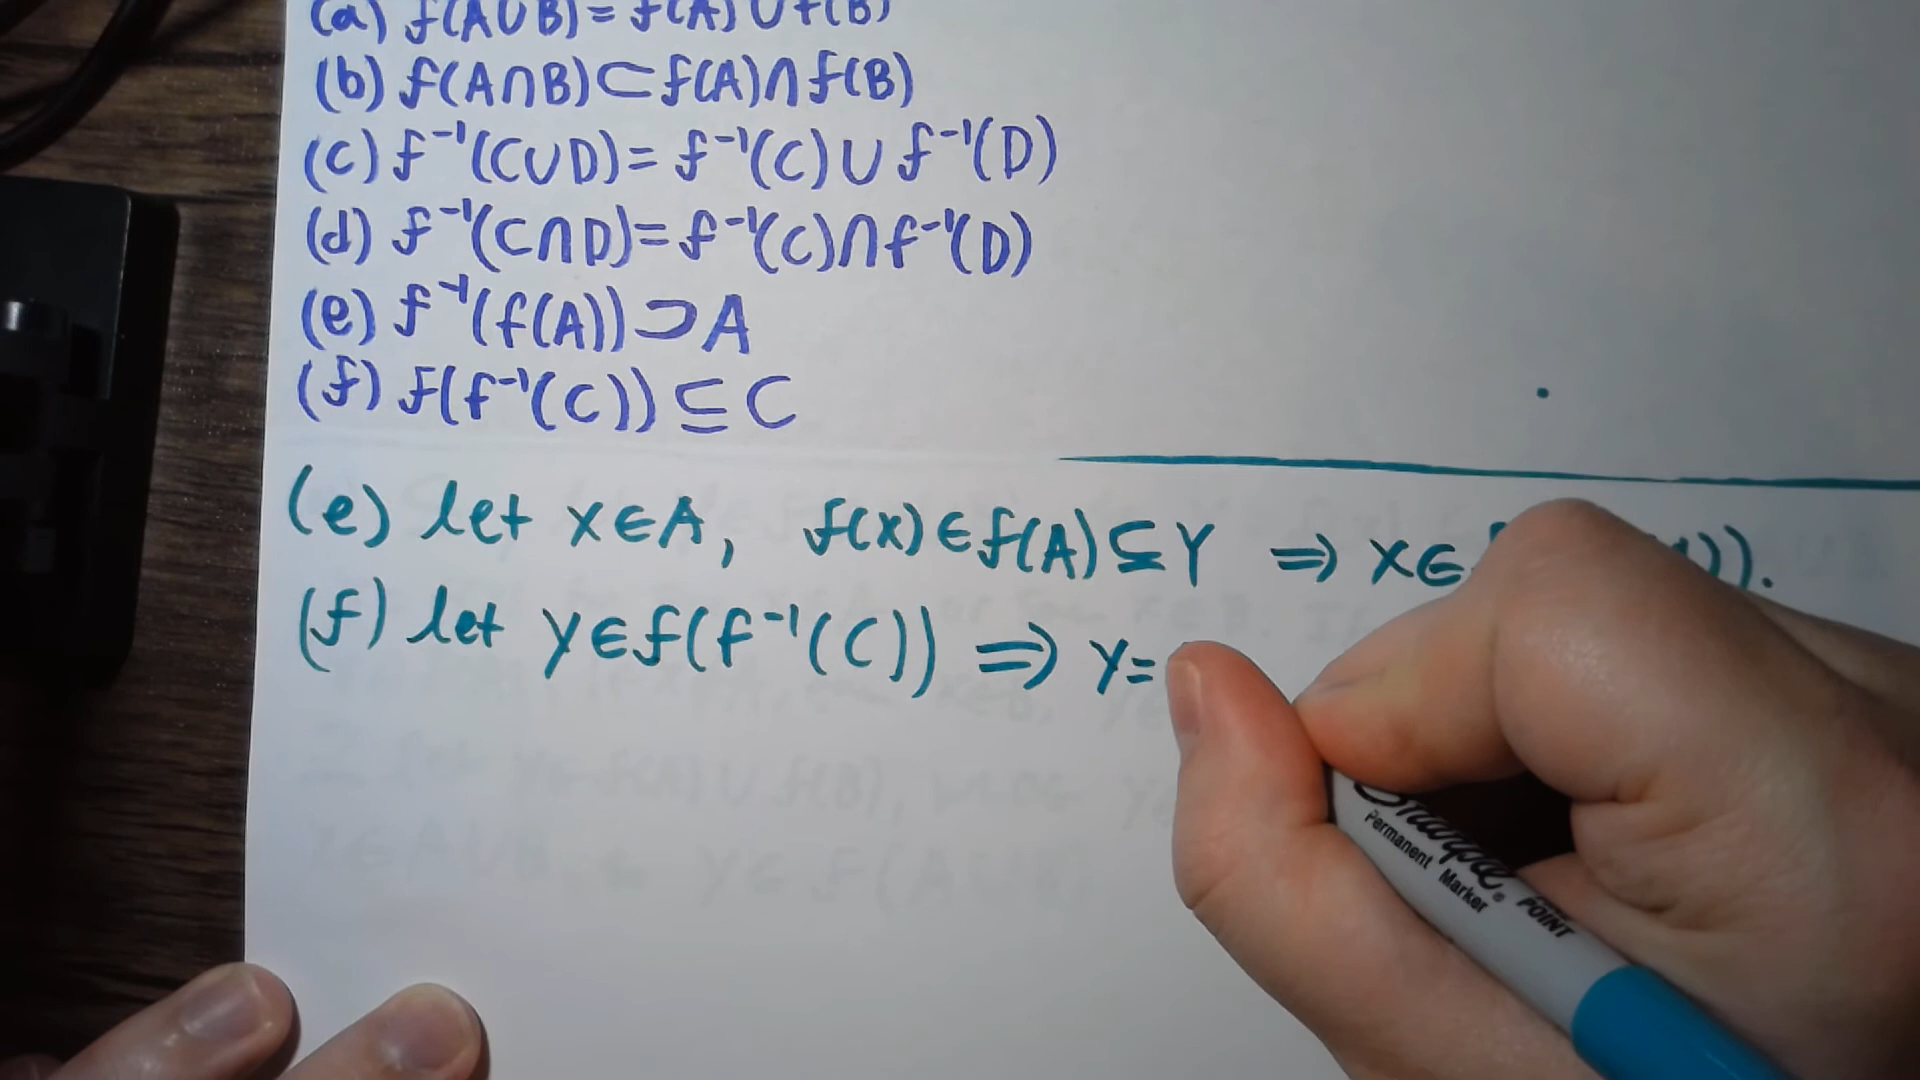 (a) f(A∪B)=f(A)∪f(B)
(b) f(A∩B)⊂f(A)∩f(B)
(c) f⁻¹(C∪D)=f⁻¹(C)∪f⁻¹(D)
(d) f⁻¹(C∩D)=f⁻¹(C)∩f⁻¹(D)
(e) f⁻¹(f(A))⊃A
(f) f(f⁻¹(C))⊆C
(e) let x∈A, f(x)∈f(A)⊆Y ⇒ x∈ )).
(f) let y∈f(f⁻¹(C)) ⇒ y=
Sharpie
Permanent Marker
POINT